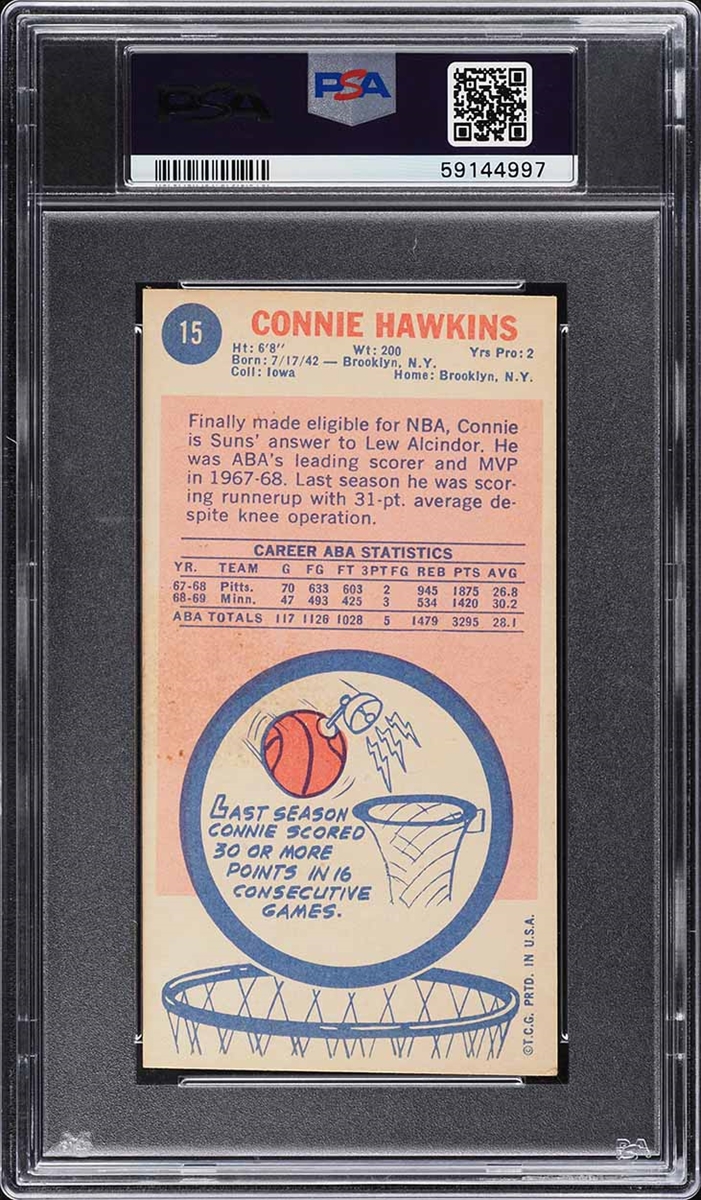 PSA
PSA
59144997
15
CONNIE HAWKINS
Ht: 6'8" Wt: 200 Yrs Pro: 2
Born: 7/17/42 — Brooklyn, N.Y.
Coll: Iowa Home: Brooklyn, N.Y.
Finally made eligible for NBA, Connie
is Suns' answer to Lew Alcindor. He
was ABA's leading scorer and MVP
in 1967-68. Last season he was scor-
ing runnerup with 31-pt. average de-
spite knee operation.
CAREER ABA STATISTICS
YR. TEAM G FG FT 3PT FG REB PTS AVG
67-68 Pitts. 70 633 603 2 945 1875 26.8
68-69 Minn. 47 493 425 3 534 1420 30.2
ABA TOTALS 117 1126 1028 5 1479 3295 28.1
LAST SEASON
CONNIE SCORED
30 OR MORE
POINTS IN 16
CONSECUTIVE
GAMES.
©T.C.G. PRTD. IN U.S.A.
PSA